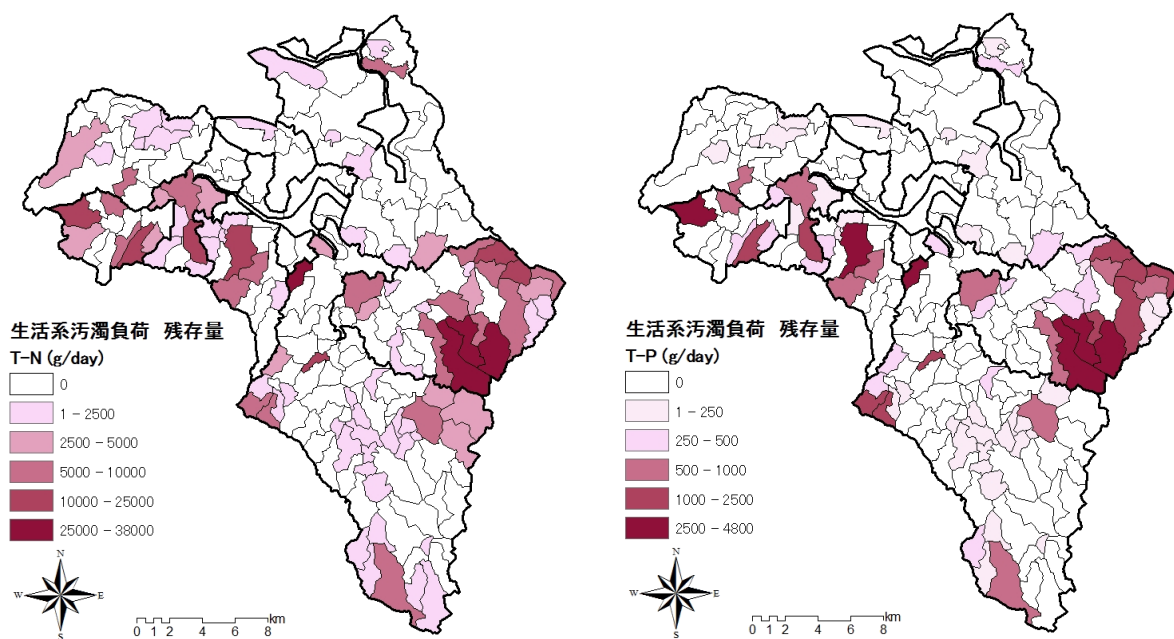 生活系汚濁負荷 残存量
T-N (g/day)
0
1 - 2500
2500 - 5000
5000 - 10000
10000 - 25000
25000 - 38000
N
W E
S
0 1 2 4 6 8 km
生活系汚濁負荷 残存量
T-P (g/day)
0
1 - 250
250 - 500
500 - 1000
1000 - 2500
2500 - 4800
N
W E
S
0 1 2 4 6 8 km